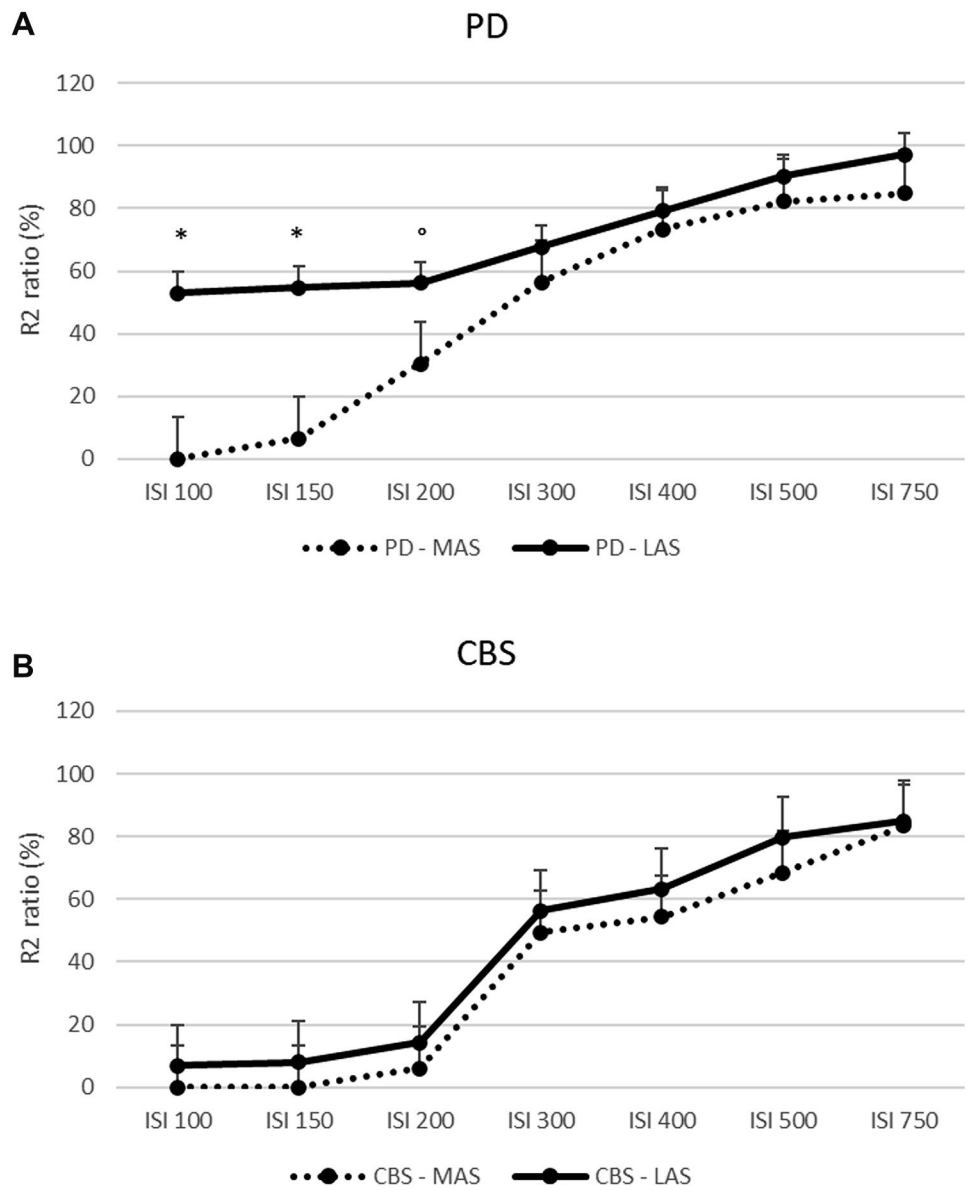 A
PD
120
100
80
60
40
20
0
R2 ratio (%)
* * °
ISI 100 ISI 150 ISI 200 ISI 300 ISI 400 ISI 500 ISI 750
PD - MAS PD - LAS
B
CBS
120
100
80
60
40
20
0
R2 ratio (%)
ISI 100 ISI 150 ISI 200 ISI 300 ISI 400 ISI 500 ISI 750
CBS - MAS CBS - LAS